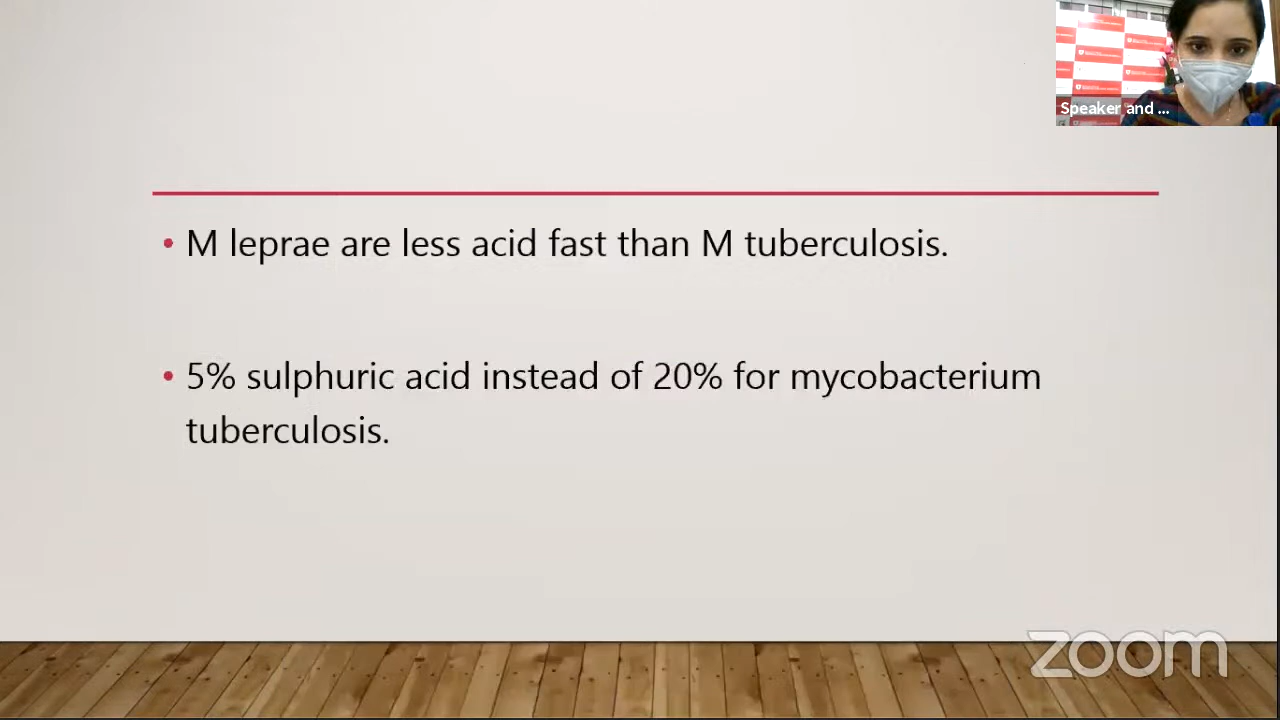 Speaker and ...
• M leprae are less acid fast than M tuberculosis.
• 5% sulphuric acid instead of 20% for mycobacterium
tuberculosis.
zoom